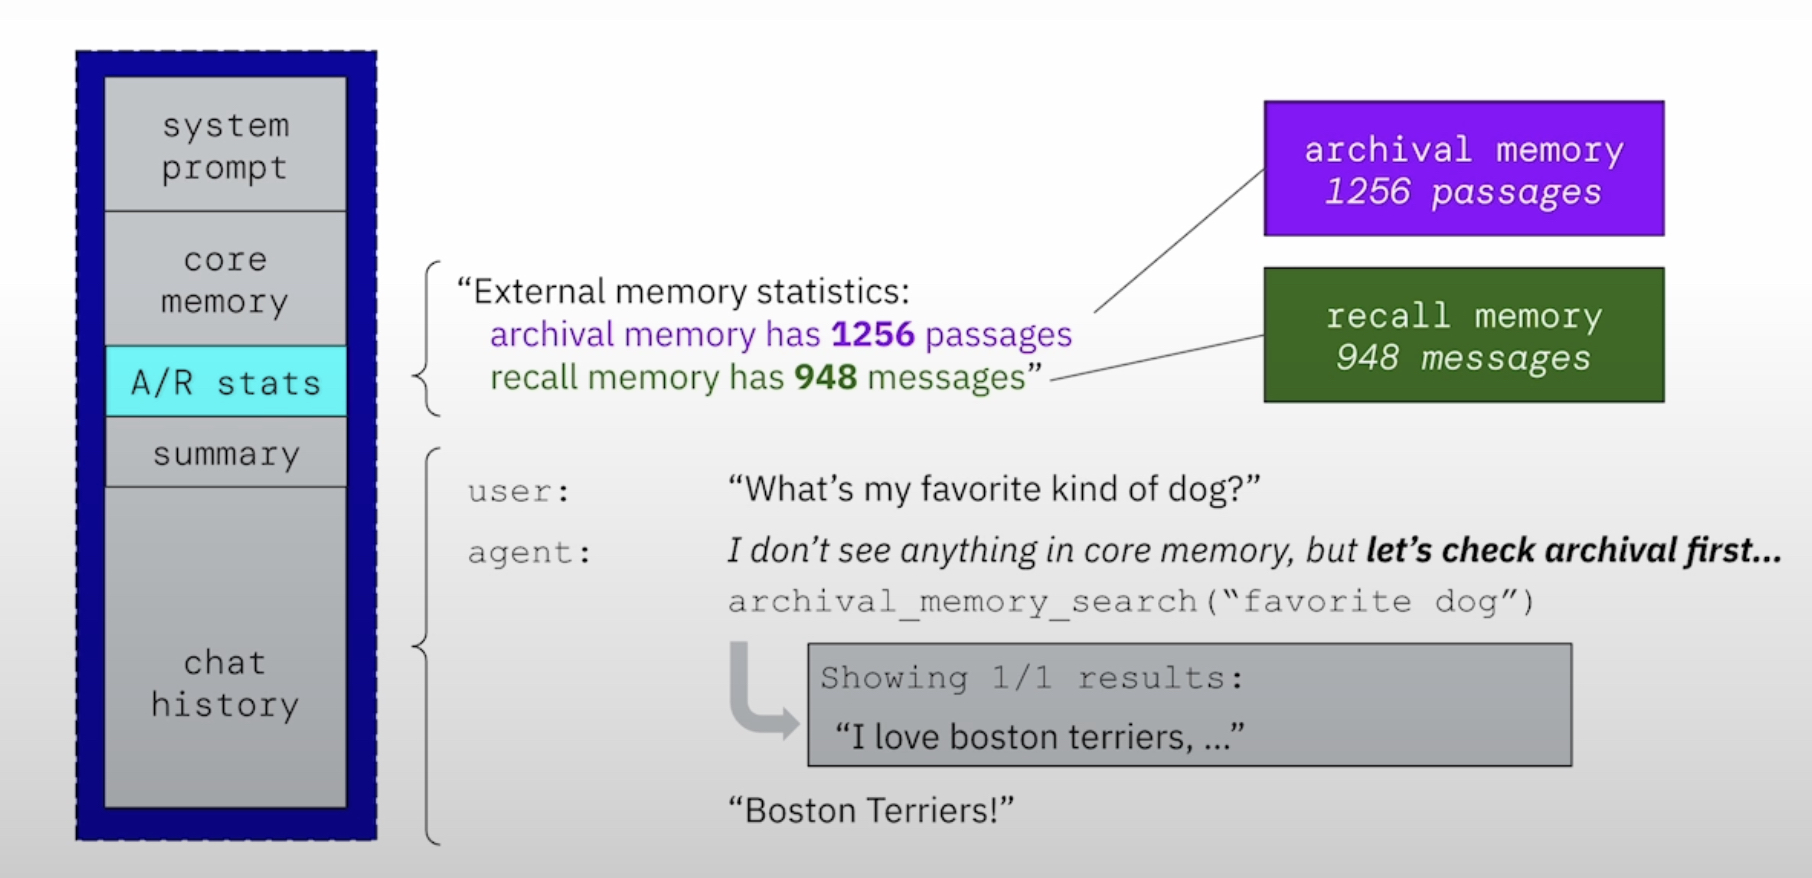 system
prompt
core
memory
A/R stats
summary
chat
history
“External memory statistics:
archival memory has 1256 passages
recall memory has 948 messages”
archival memory
1256 passages
recall memory
948 messages
user: “What’s my favorite kind of dog?”
agent: I don’t see anything in core memory, but let’s check archival first...
archival_memory_search(“favorite dog”)
Showing 1/1 results:
“I love boston terriers, ...”
“Boston Terriers!”